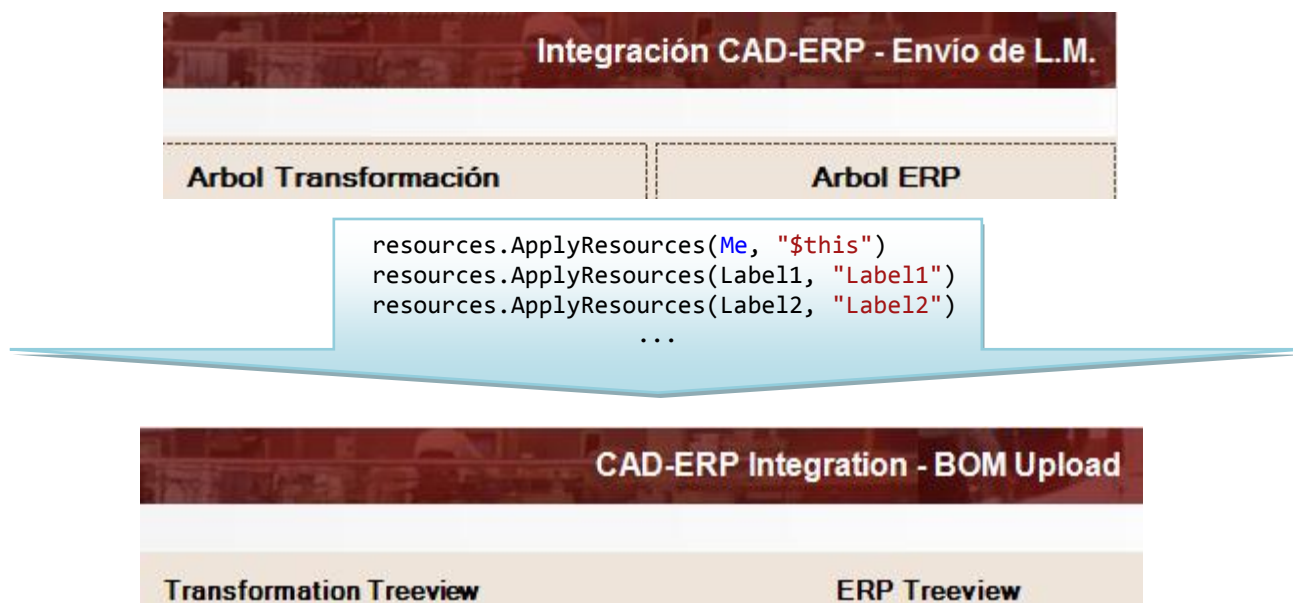 Integración CAD-ERP - Envío de L.M.
Arbol Transformación
Arbol ERP
resources.ApplyResources(Me, "$this")
resources.ApplyResources(Label1, "Label1")
resources.ApplyResources(Label2, "Label2")
...
CAD-ERP Integration - BOM Upload
Transformation Treeview
ERP Treeview